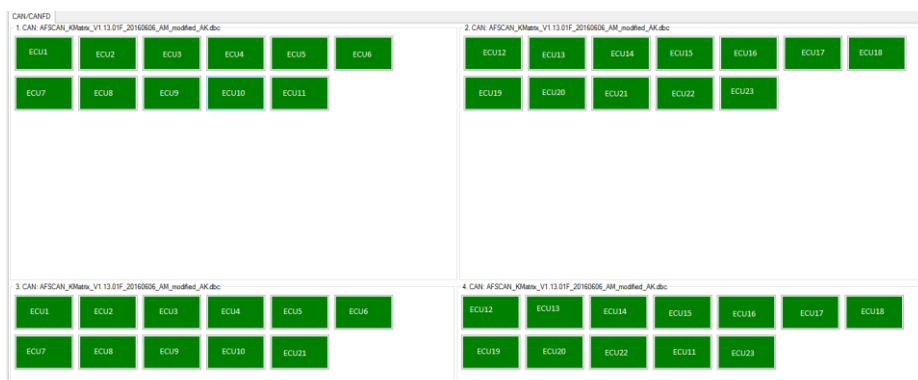 CAN/CANFD
1. CAN: AFSCAN_KMatrix_V1.13.01F_20160606_AM_modified_AK.dbc
ECU1 ECU2 ECU3 ECU4 ECU5 ECU6
ECU7 ECU8 ECU9 ECU10 ECU11
2. CAN: AFSCAN_KMatrix_V1.13.01F_20160606_AM_modified_AK.dbc
ECU12 ECU13 ECU14 ECU15 ECU16 ECU17 ECU18
ECU19 ECU20 ECU21 ECU22 ECU23
3. CAN: AFSCAN_KMatrix_V1.13.01F_20160606_AM_modified_AK.dbc
ECU1 ECU2 ECU3 ECU4 ECU5 ECU6
ECU7 ECU8 ECU9 ECU10 ECU21
4. CAN: AFSCAN_KMatrix_V1.13.01F_20160606_AM_modified_AK.dbc
ECU12 ECU13 ECU14 ECU15 ECU16 ECU17 ECU18
ECU19 ECU20 ECU22 ECU11 ECU23